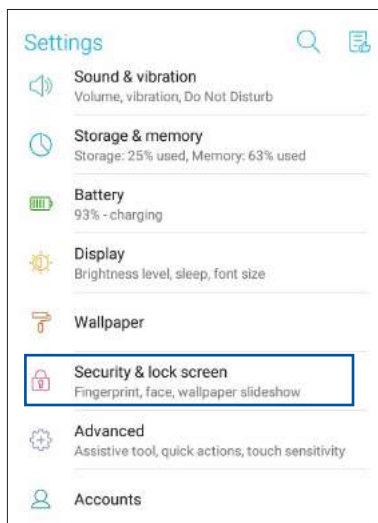 Settings
Sound & vibration
Volume, vibration, Do Not Disturb
Storage & memory
Storage: 25% used, Memory: 63% used
Battery
93% - charging
Display
Brightness level, sleep, font size
Wallpaper
Security & lock screen
Fingerprint, face, wallpaper slideshow
Advanced
Assistive tool, quick actions, touch sensitivity
Accounts